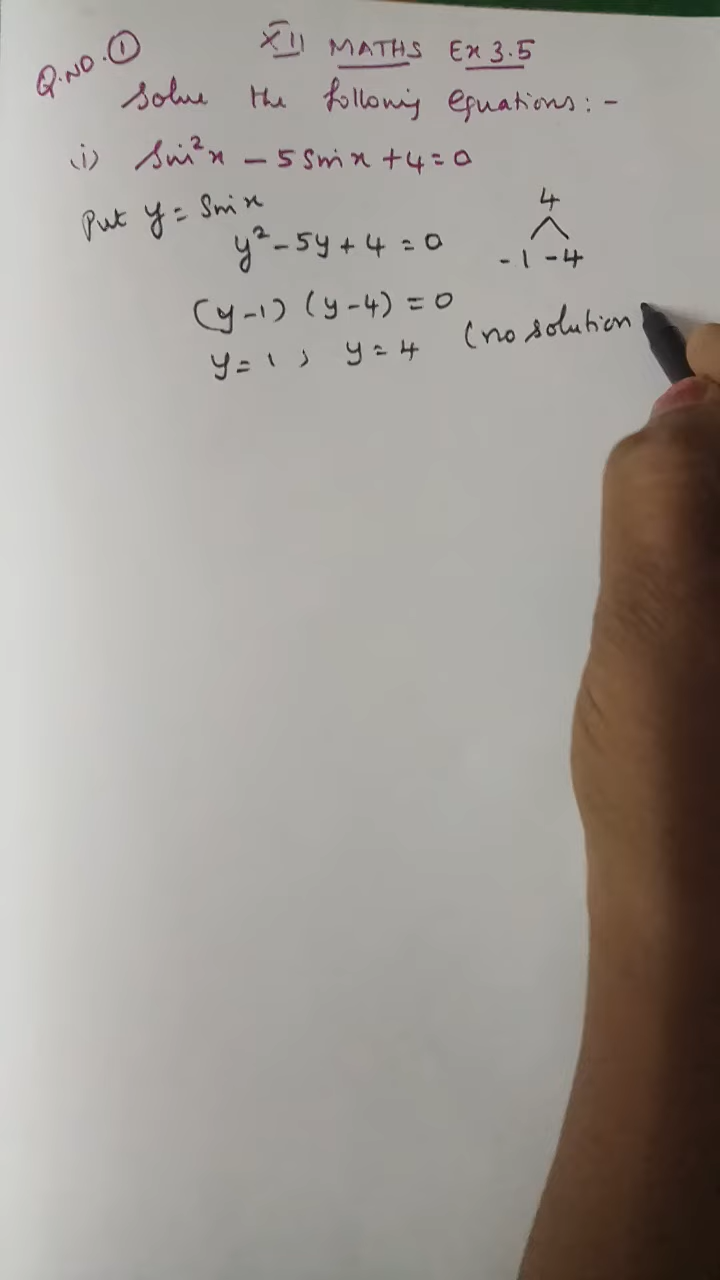 Q.NO. ① XII MATHS Ex 3.5
Solve the following equations:-
(i) Sin²x - 5 Sin x + 4 = 0
Put y = Sin x
4
y² - 5y + 4 = 0
-1 -4
(y-1) (y-4) = 0
y = 1, y = 4 (no solution